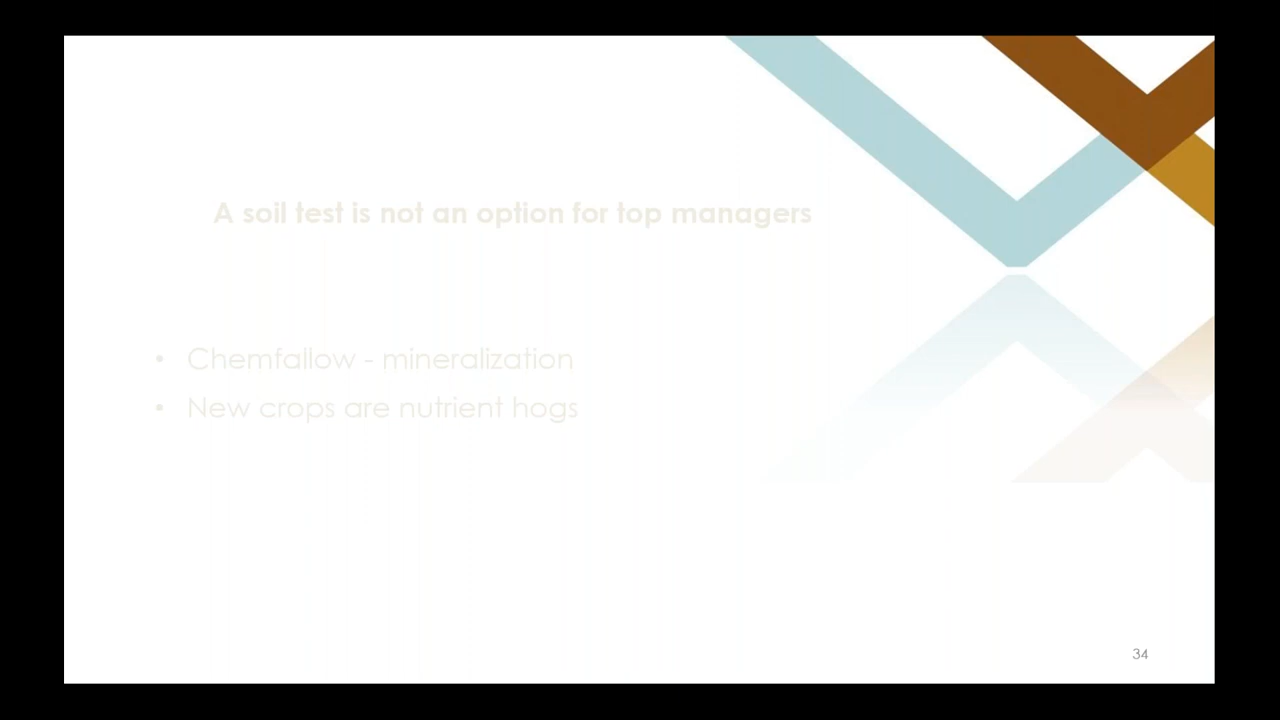 A soil test is not an option for top managers
• Chemfallow - mineralization
• New crops are nutrient hogs
34